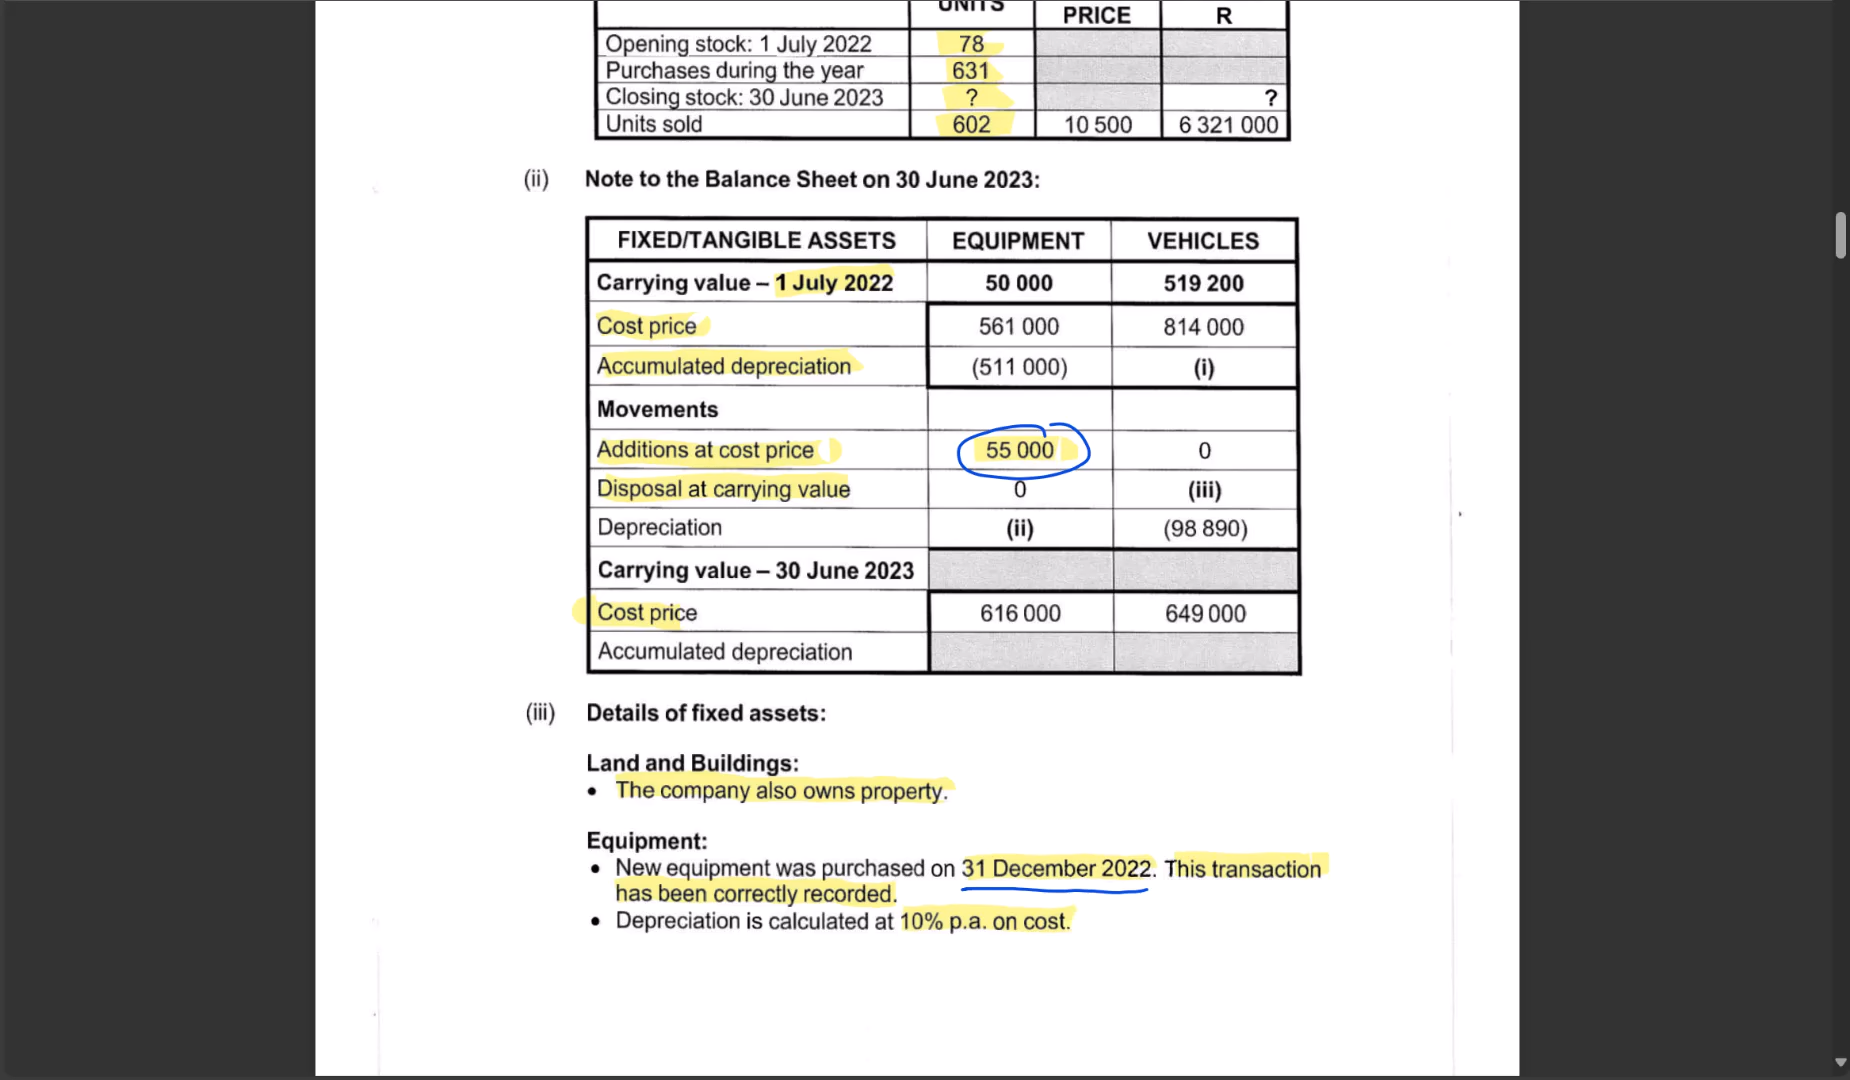 UNITS PRICE R
Opening stock: 1 July 2022 78
Purchases during the year 631
Closing stock: 30 June 2023 ? ?
Units sold 602 10 500 6 321 000
(ii) Note to the Balance Sheet on 30 June 2023:
FIXED/TANGIBLE ASSETS EQUIPMENT VEHICLES
Carrying value – 1 July 2022 50 000 519 200
Cost price 561 000 814 000
Accumulated depreciation (511 000) (i)
Movements
Additions at cost price 55 000 0
Disposal at carrying value 0 (iii)
Depreciation (ii) (98 890)
Carrying value – 30 June 2023
Cost price 616 000 649 000
Accumulated depreciation
(iii) Details of fixed assets:
Land and Buildings:
• The company also owns property.
Equipment:
• New equipment was purchased on 31 December 2022. This transaction
has been correctly recorded.
• Depreciation is calculated at 10% p.a. on cost.